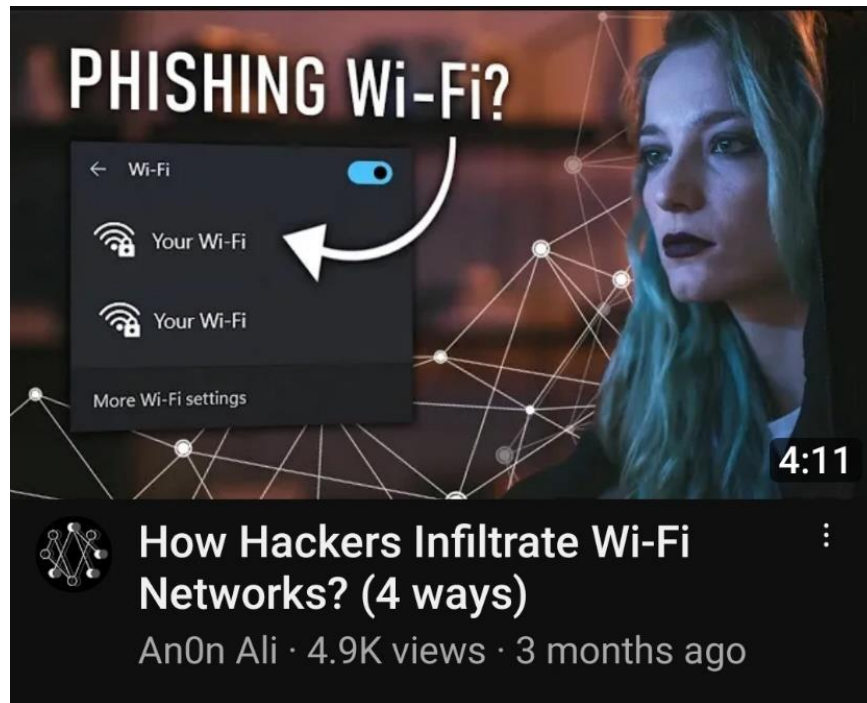 PHISHING Wi-Fi?
Wi-Fi
Your Wi-Fi
Your Wi-Fi
More Wi-Fi settings
4:11
How Hackers Infiltrate Wi-Fi
Networks? (4 ways)
An0n Ali · 4.9K views · 3 months ago